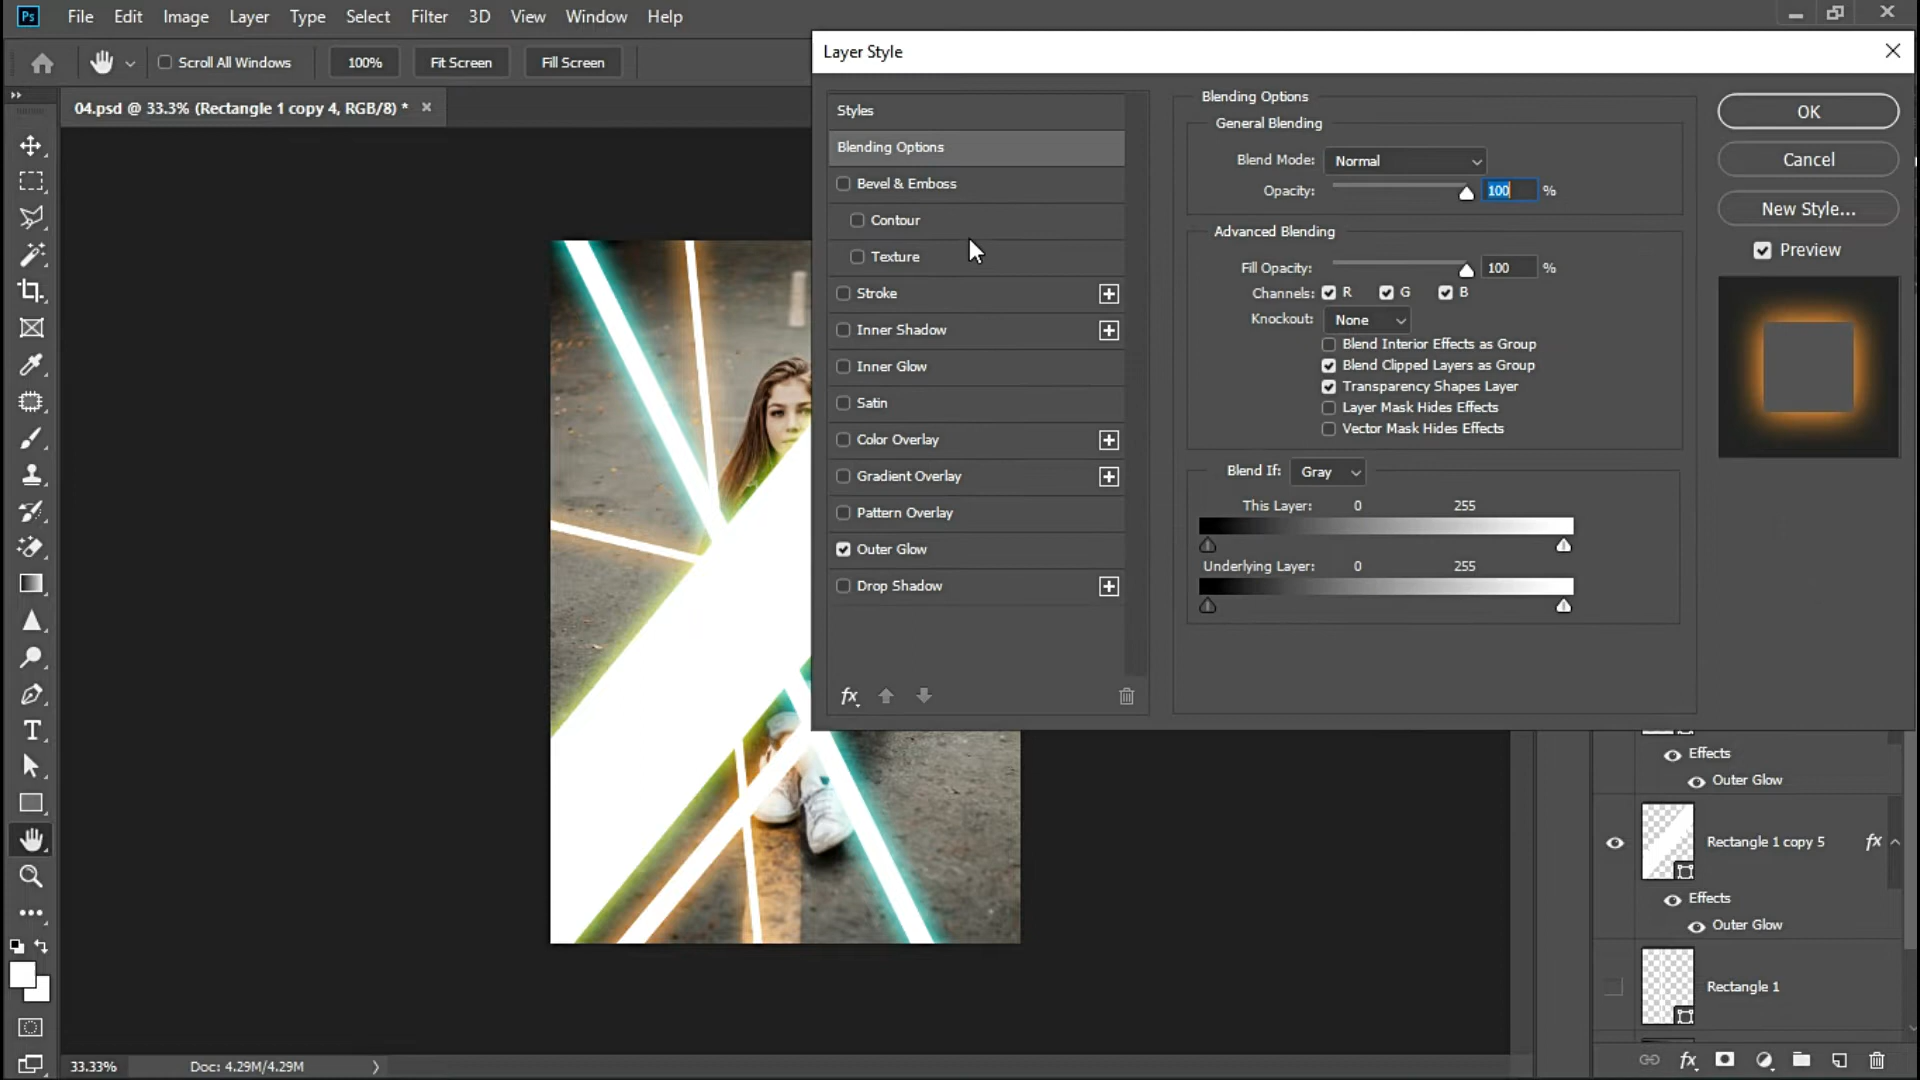 Ps File Edit Image Layer Type Select Filter 3D View Window Help
Scroll All Windows 100% Fit Screen Fill Screen
04.psd @ 33.3% (Rectangle 1 copy 4, RGB/8) *
Layer Style
Styles
Blending Options
Bevel & Emboss
Contour
Texture
Stroke
Inner Shadow
Inner Glow
Satin
Color Overlay
Gradient Overlay
Pattern Overlay
Outer Glow
Drop Shadow
fx
Blending Options
General Blending
Blend Mode: Normal
Opacity: 100 %
Advanced Blending
Fill Opacity: 100 %
Channels: R G B
Knockout: None
Blend Interior Effects as Group
Blend Clipped Layers as Group
Transparency Shapes Layer
Layer Mask Hides Effects
Vector Mask Hides Effects
Blend If: Gray
This Layer: 0 255
Underlying Layer: 0 255
OK
Cancel
New Style...
Preview
Effects
Outer Glow
Rectangle 1 copy 5 fx
Effects
Outer Glow
Rectangle 1
fx
33.33% Doc: 4.29M/4.29M